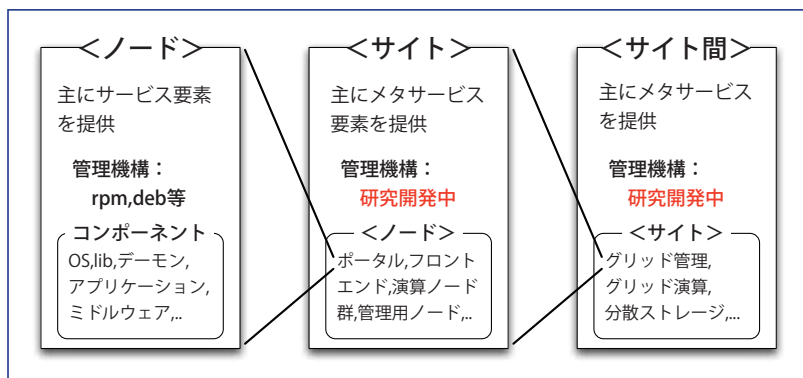 <ノード>
主にサービス要素
を提供
管理機構：
rpm,deb等
コンポーネント
OS,lib,デーモン,
アプリケーション,
ミドルウェア,..
<サイト>
主にメタサービス
要素を提供
管理機構：
研究開発中
<ノード>
ポータル,フロント
エンド,演算ノード
群,管理用ノード,..
<サイト間>
主にメタサービス
を提供
管理機構：
研究開発中
<サイト>
グリッド管理,
グリッド演算,
分散ストレージ,...